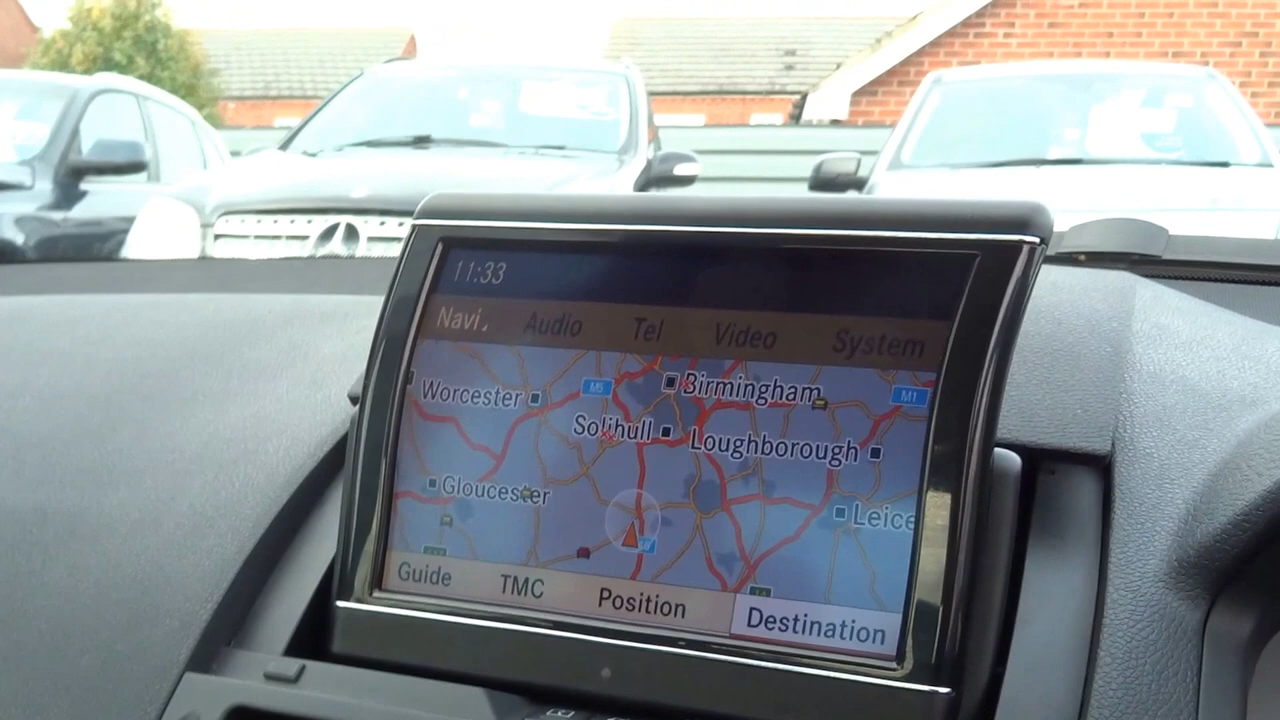 11:33
Navi Audio Tel Video System
Birmingham
M5
M1
Worcester
Solihull
Loughborough
Gloucester
Leice
Guide TMC Position Destination